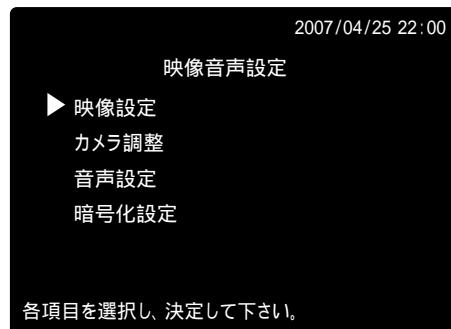 2007/04/25 22:00
映像音声設定
▶ 映像設定
カメラ調整
音声設定
暗号化設定
各項目を選択し、決定して下さい。